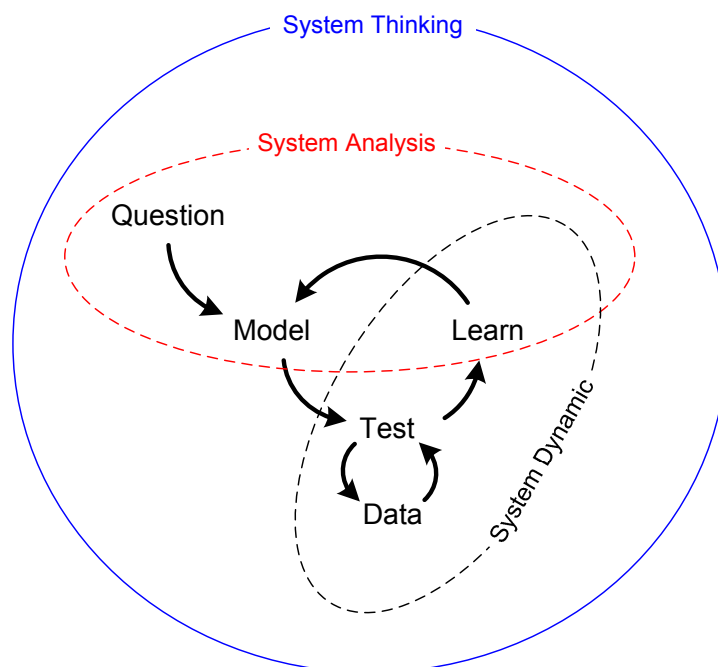 System Thinking
System Analysis
Question
Model
Learn
Test
Data
System Dynamic